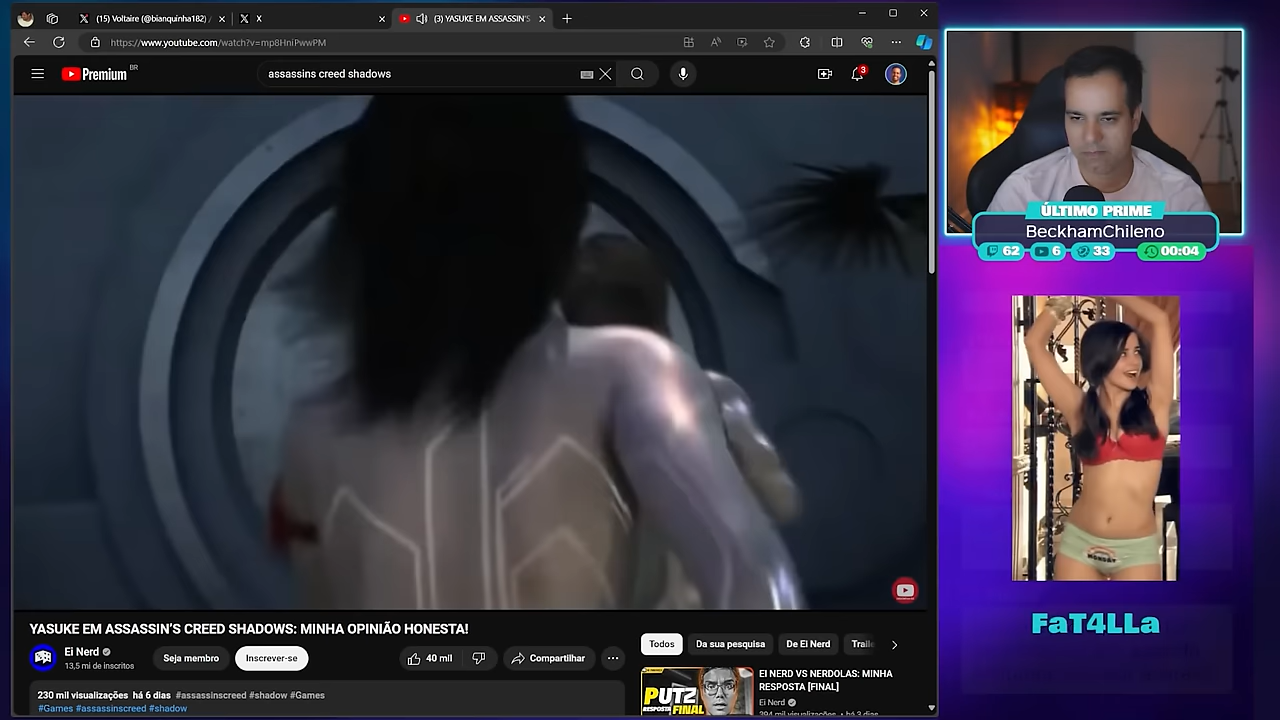 (15) Voltaire (@bianquinha182) /
X
(3) YASUKE EM ASSASSIN'S
https://www.youtube.com/watch?v=mp8HniPwwPM
Premium
BR
assassins creed shadows
3
ÚLTIMO PRIME
BeckhamChileno
62
6
33
00:04
FaT4LLa
YASUKE EM ASSASSIN'S CREED SHADOWS: MINHA OPINIÃO HONESTA!
Ei Nerd
13,5 mi de inscritos
Seja membro
Inscrever-se
40 mil
Compartilhar
230 mil visualizações há 6 dias #assassinscreed #shadow #Games
#Games #assassinscreed #shadow
Todos
Da sua pesquisa
De Ei Nerd
PUTZ
RESPOSTA FINAL
EI NERD VS NERDOLAS: MINHA
RESPOSTA [FINAL]
Ei Nerd